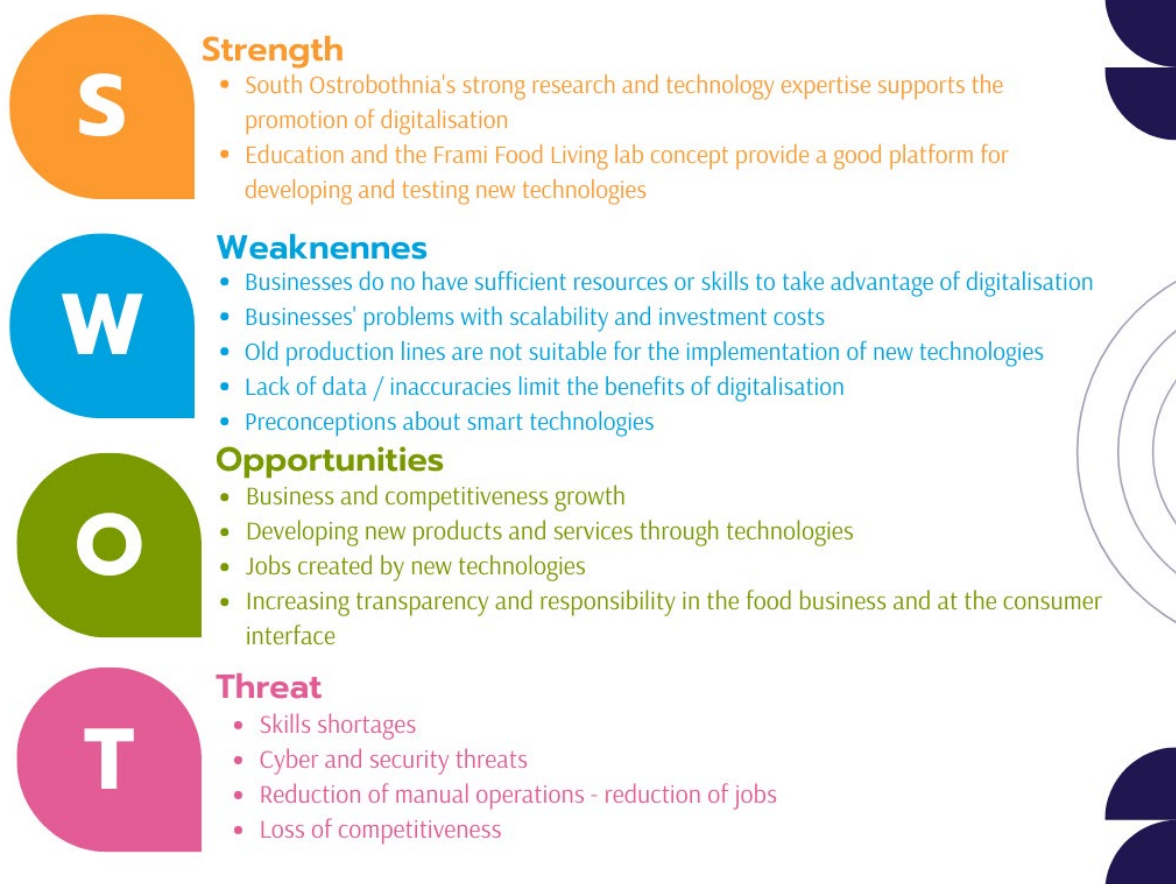 S
Strength
• South Ostrobothnia's strong research and technology expertise supports the
promotion of digitalisation
• Education and the Frami Food Living lab concept provide a good platform for
developing and testing new technologies
W
Weaknennes
• Businesses do no have sufficient resources or skills to take advantage of digitalisation
• Businesses' problems with scalability and investment costs
• Old production lines are not suitable for the implementation of new technologies
• Lack of data / inaccuracies limit the benefits of digitalisation
• Preconceptions about smart technologies
O
Opportunities
• Business and competitiveness growth
• Developing new products and services through technologies
• Jobs created by new technologies
• Increasing transparency and responsibility in the food business and at the consumer
interface
T
Threat
• Skills shortages
• Cyber and security threats
• Reduction of manual operations - reduction of jobs
• Loss of competitiveness